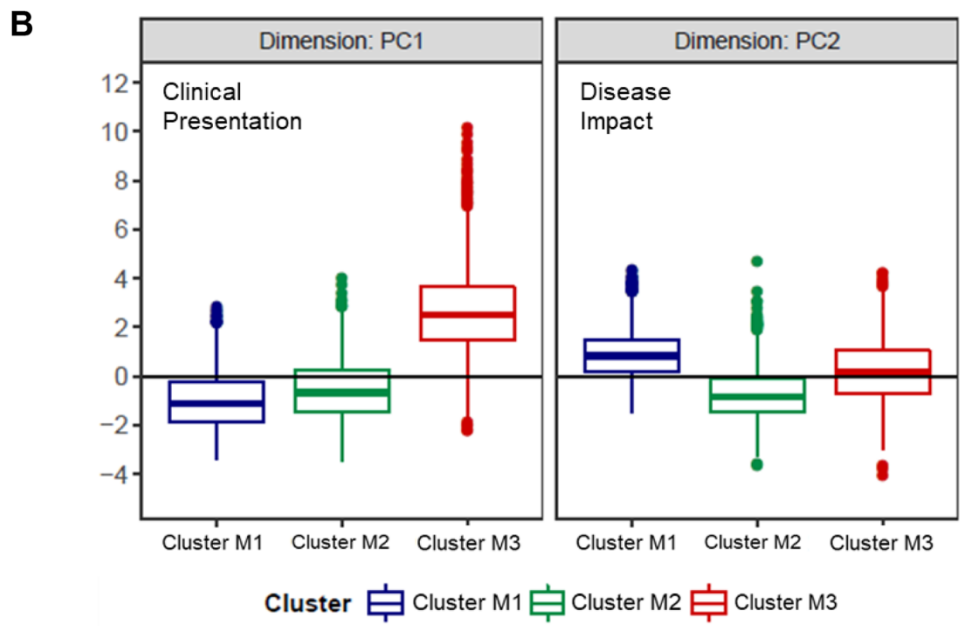 B
Dimension: PC1
Dimension: PC2
Clinical
Presentation
Disease
Impact
12
10
8
6
4
2
0
−2
−4
Cluster M1
Cluster M2
Cluster M3
Cluster M1
Cluster M2
Cluster M3
Cluster Cluster M1 Cluster M2 Cluster M3